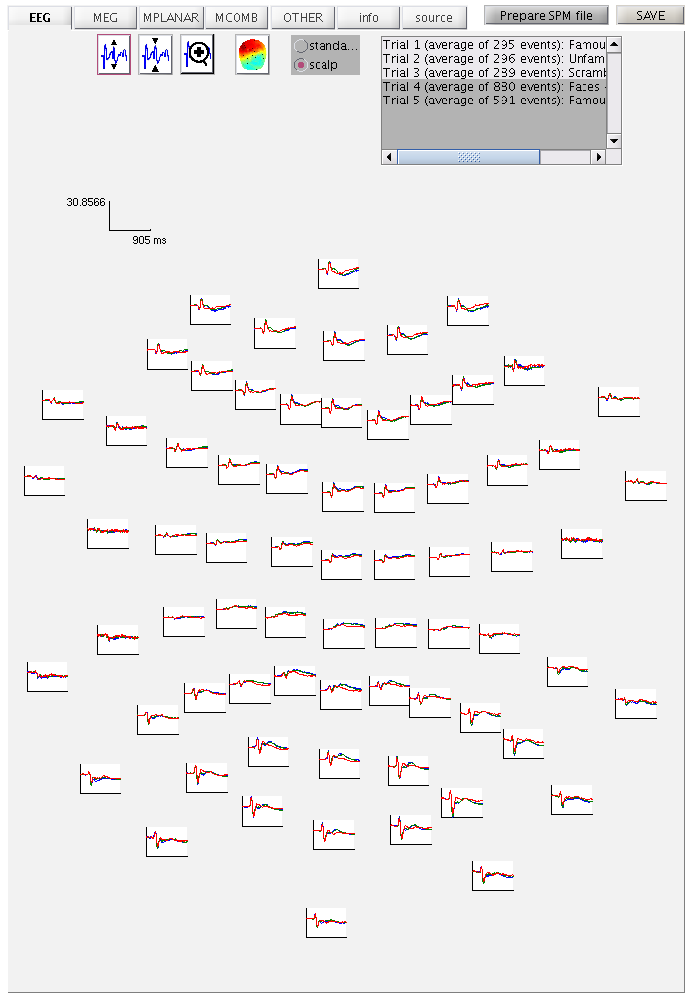 EEG MEG MPLANAR MCOMB OTHER info source Prepare SPM file SAVE
standa...
scalp
Trial 1 (average of 295 events): Famou
Trial 2 (average of 296 events): Unfam
Trial 3 (average of 239 events): Scramb
Trial 4 (average of 830 events): Faces -
Trial 5 (average of 591 events): Famou
30.8566
905 ms